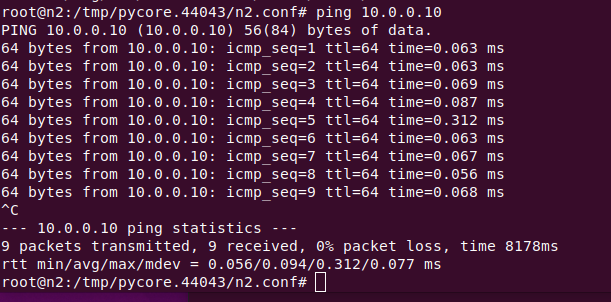 root@n2:/tmp/pycore.44043/n2.conf# ping 10.0.0.10
PING 10.0.0.10 (10.0.0.10) 56(84) bytes of data.
64 bytes from 10.0.0.10: icmp_seq=1 ttl=64 time=0.063 ms
64 bytes from 10.0.0.10: icmp_seq=2 ttl=64 time=0.063 ms
64 bytes from 10.0.0.10: icmp_seq=3 ttl=64 time=0.069 ms
64 bytes from 10.0.0.10: icmp_seq=4 ttl=64 time=0.087 ms
64 bytes from 10.0.0.10: icmp_seq=5 ttl=64 time=0.312 ms
64 bytes from 10.0.0.10: icmp_seq=6 ttl=64 time=0.063 ms
64 bytes from 10.0.0.10: icmp_seq=7 ttl=64 time=0.067 ms
64 bytes from 10.0.0.10: icmp_seq=8 ttl=64 time=0.056 ms
64 bytes from 10.0.0.10: icmp_seq=9 ttl=64 time=0.068 ms
^C
--- 10.0.0.10 ping statistics ---
9 packets transmitted, 9 received, 0% packet loss, time 8178ms
rtt min/avg/max/mdev = 0.056/0.094/0.312/0.077 ms
root@n2:/tmp/pycore.44043/n2.conf#